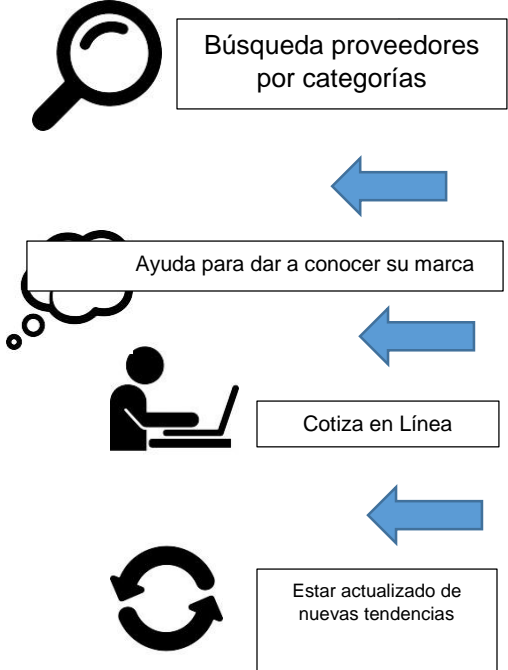 Búsqueda proveedores
por categorías
Ayuda para dar a conocer su marca
Cotiza en Línea
Estar actualizado de
nuevas tendencias